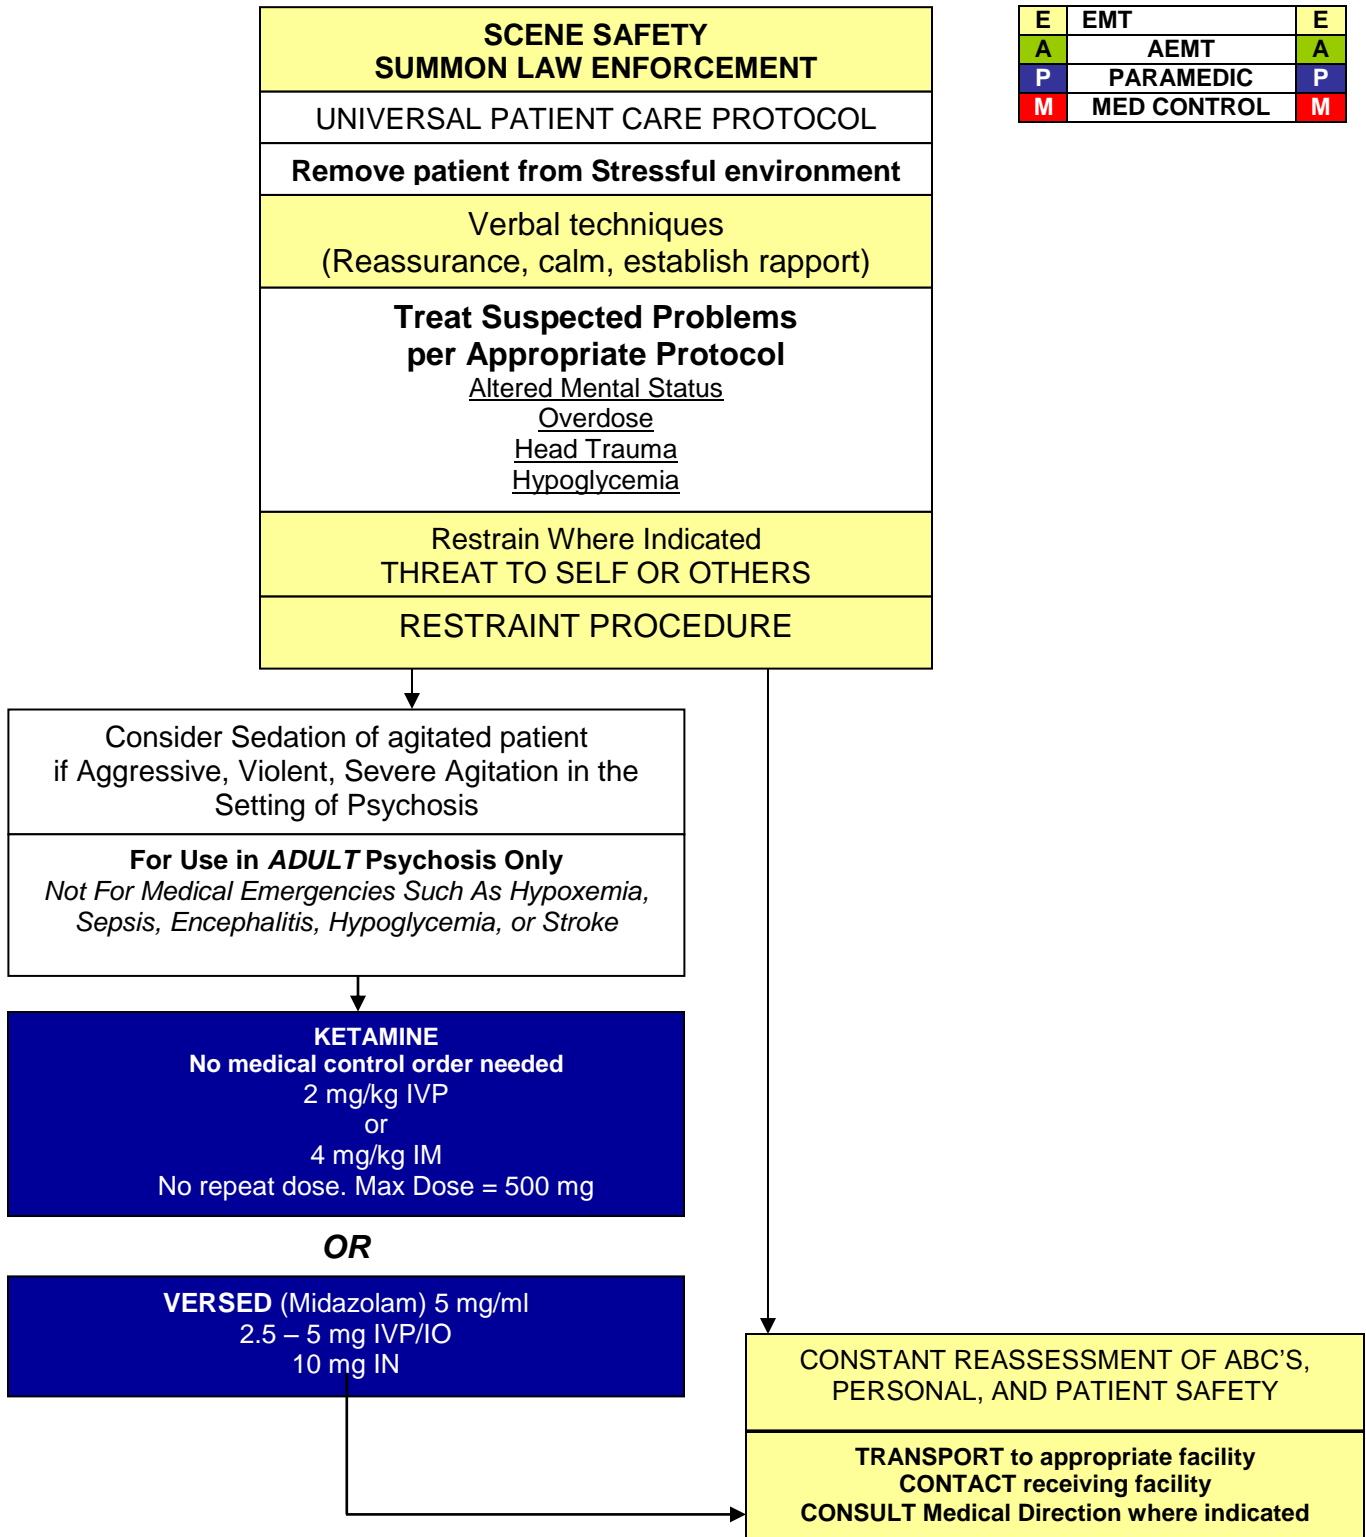 SCENE SAFETY
SUMMON LAW ENFORCEMENT
UNIVERSAL PATIENT CARE PROTOCOL
Remove patient from Stressful environment
Verbal techniques
(Reassurance, calm, establish rapport)
Treat Suspected Problems
per Appropriate Protocol
Altered Mental Status
Overdose
Head Trauma
Hypoglycemia
Restrain Where Indicated
THREAT TO SELF OR OTHERS
RESTRAINT PROCEDURE
E EMT E
A AEMT A
P PARAMEDIC P
M MED CONTROL M
Consider Sedation of agitated patient
if Aggressive, Violent, Severe Agitation in the
Setting of Psychosis
For Use in ADULT Psychosis Only
Not For Medical Emergencies Such As Hypoxemia,
Sepsis, Encephalitis, Hypoglycemia, or Stroke
KETAMINE
No medical control order needed
2 mg/kg IVP
or
4 mg/kg IM
No repeat dose. Max Dose = 500 mg
OR
VERSED (Midazolam) 5 mg/ml
2.5 – 5 mg IVP/IO
10 mg IN
CONSTANT REASSESSMENT OF ABC’S,
PERSONAL, AND PATIENT SAFETY
TRANSPORT to appropriate facility
CONTACT receiving facility
CONSULT Medical Direction where indicated